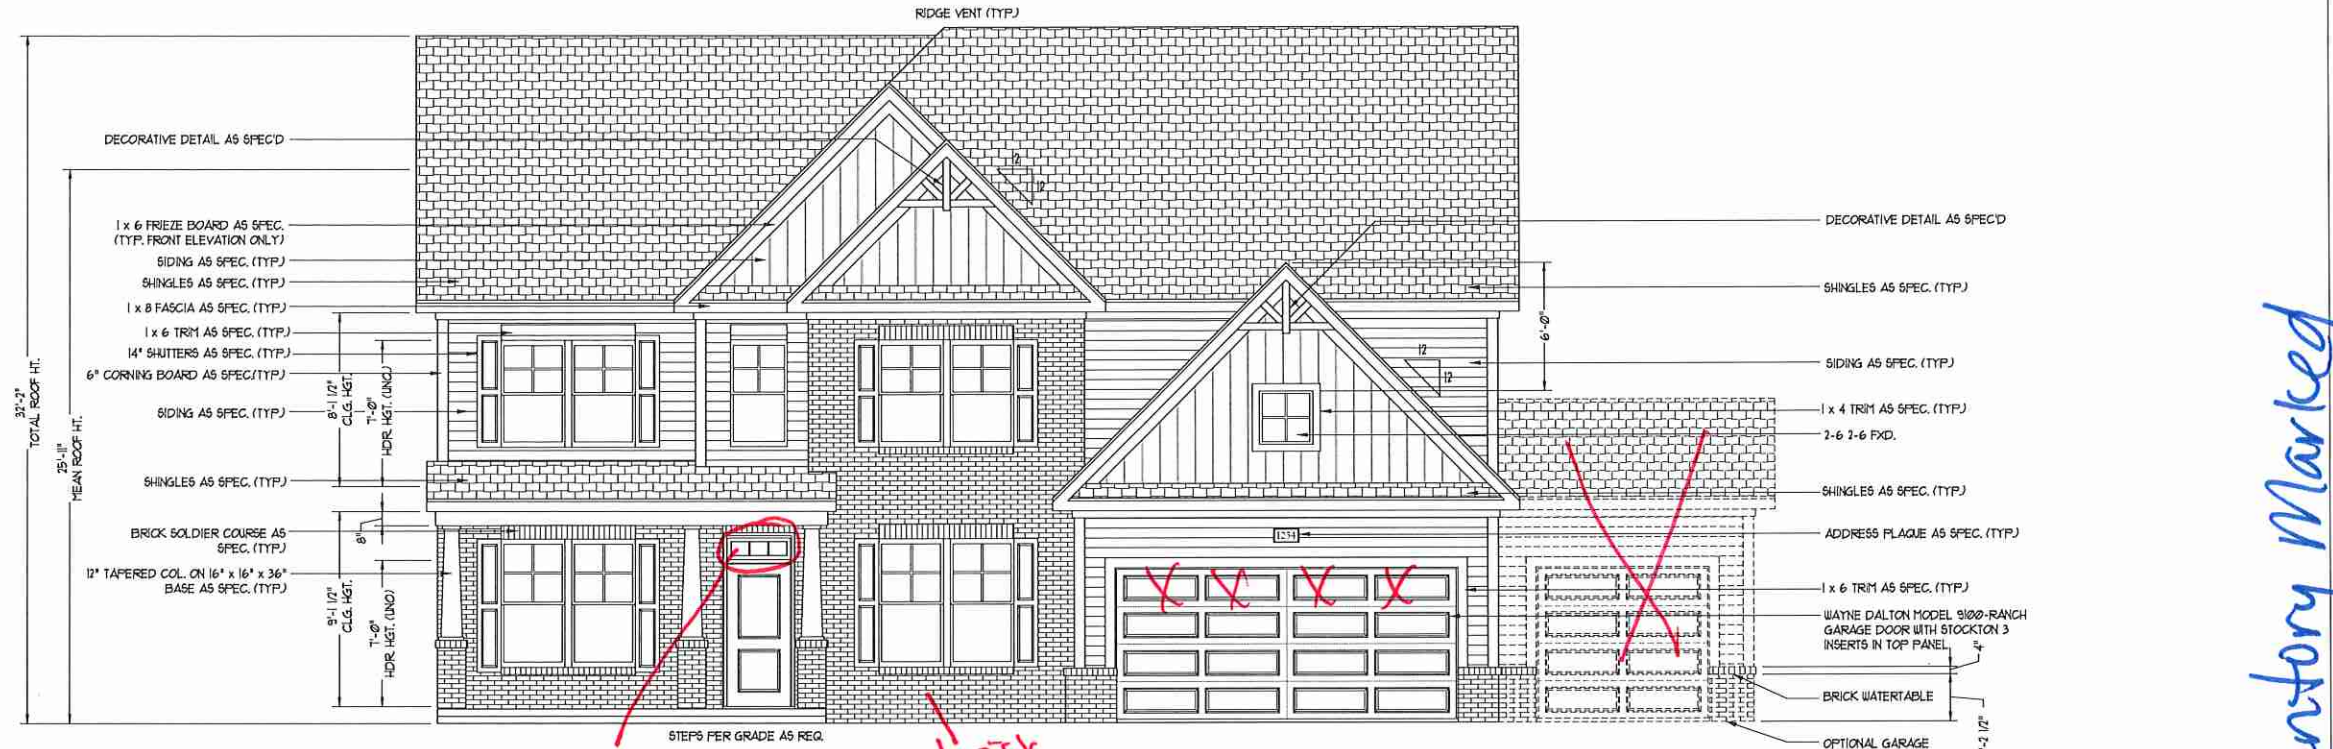 RIDGE VENT (TYP.)
DECORATIVE DETAIL AS SPEC'D
1 x 6 FRIEZE BOARD AS SPEC.
(TYP. FRONT ELEVATION ONLY)
SIDING AS SPEC. (TYP.)
SHINGLES AS SPEC. (TYP.)
1 x 8 FASCIA AS SPEC. (TYP.)
1 x 6 TRIM AS SPEC. (TYP.)
14" SHUTTERS AS SPEC. (TYP.)
6" CORNING BOARD AS SPEC.(TYP.)
SIDING AS SPEC. (TYP.)
SHINGLES AS SPEC. (TYP.)
BRICK SOLDIER COURSE AS
SPEC. (TYP.)
12" TAPERED COL. ON 16" x 16" x 36"
BASE AS SPEC. (TYP.)
32'-2"
TOTAL ROOF HT.
25'-11"
MEAN ROOF HT.
8'-1 1/2"
CLG. HGT.
7'-0"
HDR. HGT. (UNO.)
8"
9'-1 1/2"
CLG. HGT.
7'-0"
HDR. HGT. (UNO)
12
12
12
12
6'-0"
1234
STEPS PER GRADE AS REQ.
DECORATIVE DETAIL AS SPEC'D
SHINGLES AS SPEC. (TYP.)
SIDING AS SPEC. (TYP.)
1 x 4 TRIM AS SPEC. (TYP.)
2-6 2-6 FXD.
SHINGLES AS SPEC. (TYP.)
ADDRESS PLAQUE AS SPEC. (TYP.)
1 x 6 TRIM AS SPEC. (TYP.)
WAYNE DALTON MODEL 9100-RANCH
GARAGE DOOR WITH STOCKTON 3
INSERTS IN TOP PANEL
4"
BRICK WATERTABLE
OPTIONAL GARAGE
X X X X
Marked